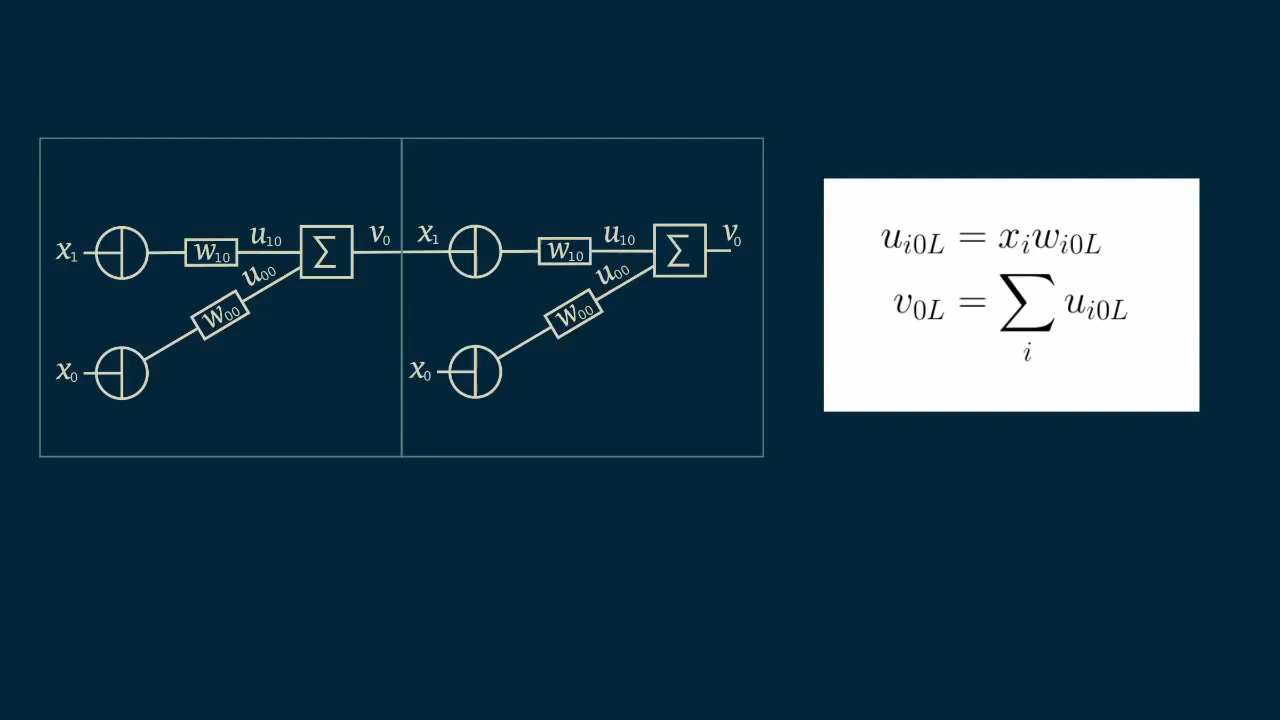 x₁ w₁₀ u₁₀ ∑ v₀ x₁ w₁₀ u₁₀ ∑ v₀
w₀₀ u₀₀ w₀₀ u₀₀
x₀ x₀
u_{i0L} = x_i w_{i0L}
v_{0L} = ∑_i u_{i0L}